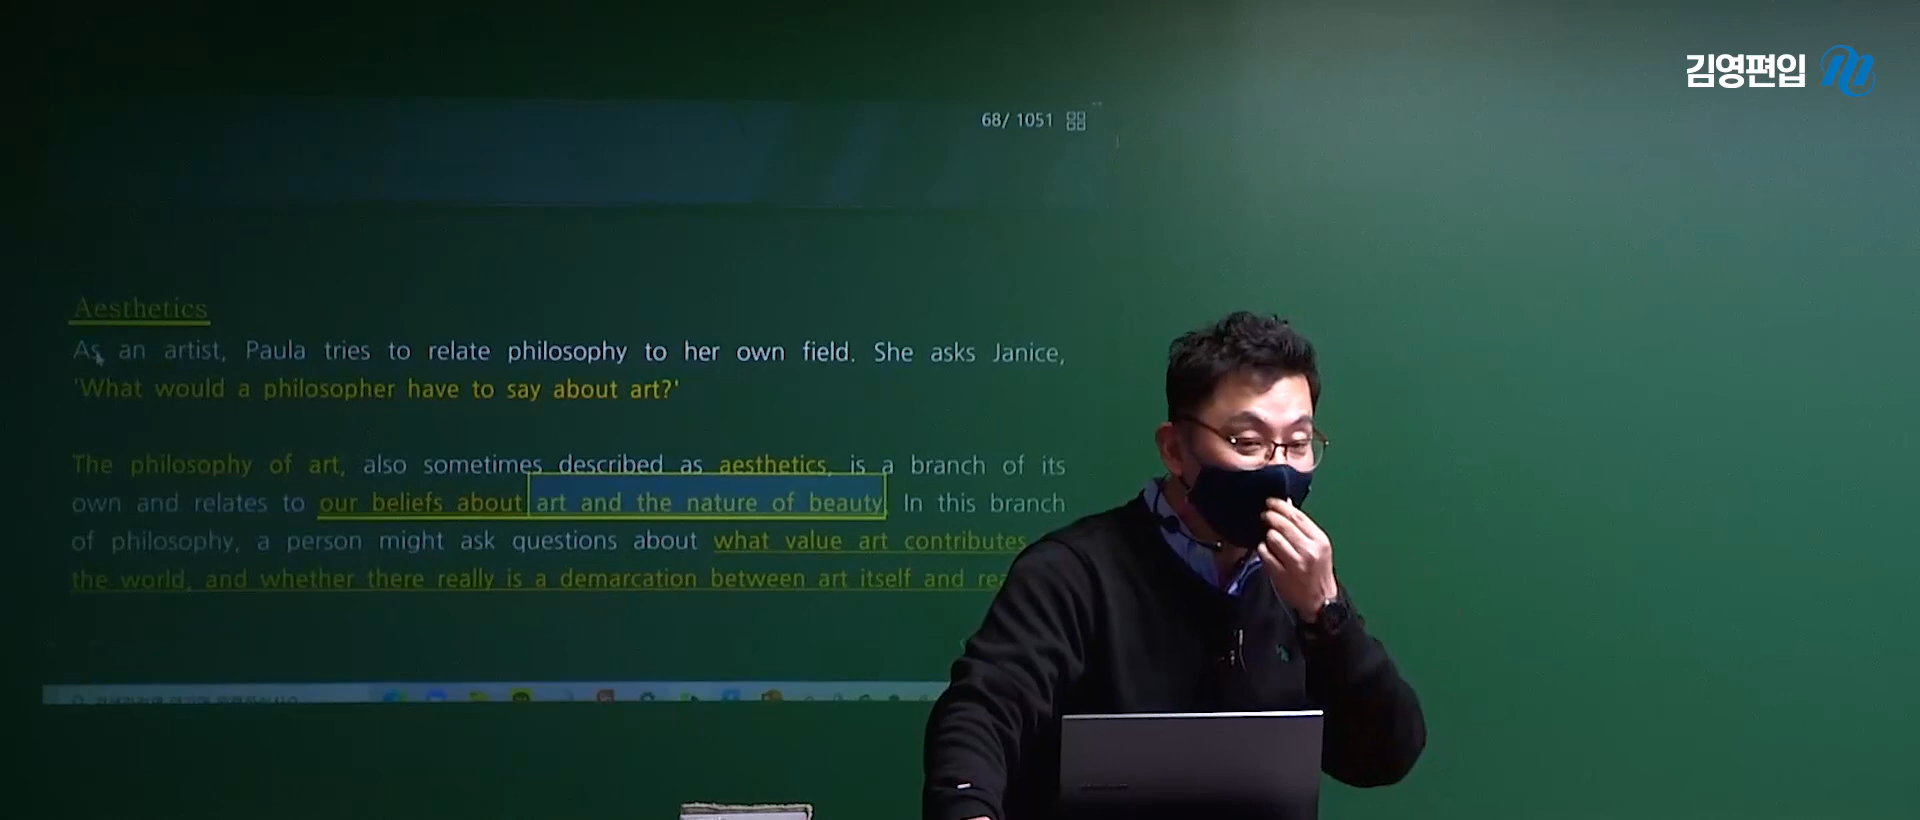 김영편입
68/ 1051
Aesthetics
As an artist, Paula tries to relate philosophy to her own field. She asks Janice,
'What would a philosopher have to say about art?'
The philosophy of art, also sometimes described as aesthetics, is a branch of its
own and relates to our beliefs about art and the nature of beauty. In this branch
of philosophy, a person might ask questions about what value art contributes
the world, and whether there really is a demarcation between art itself and